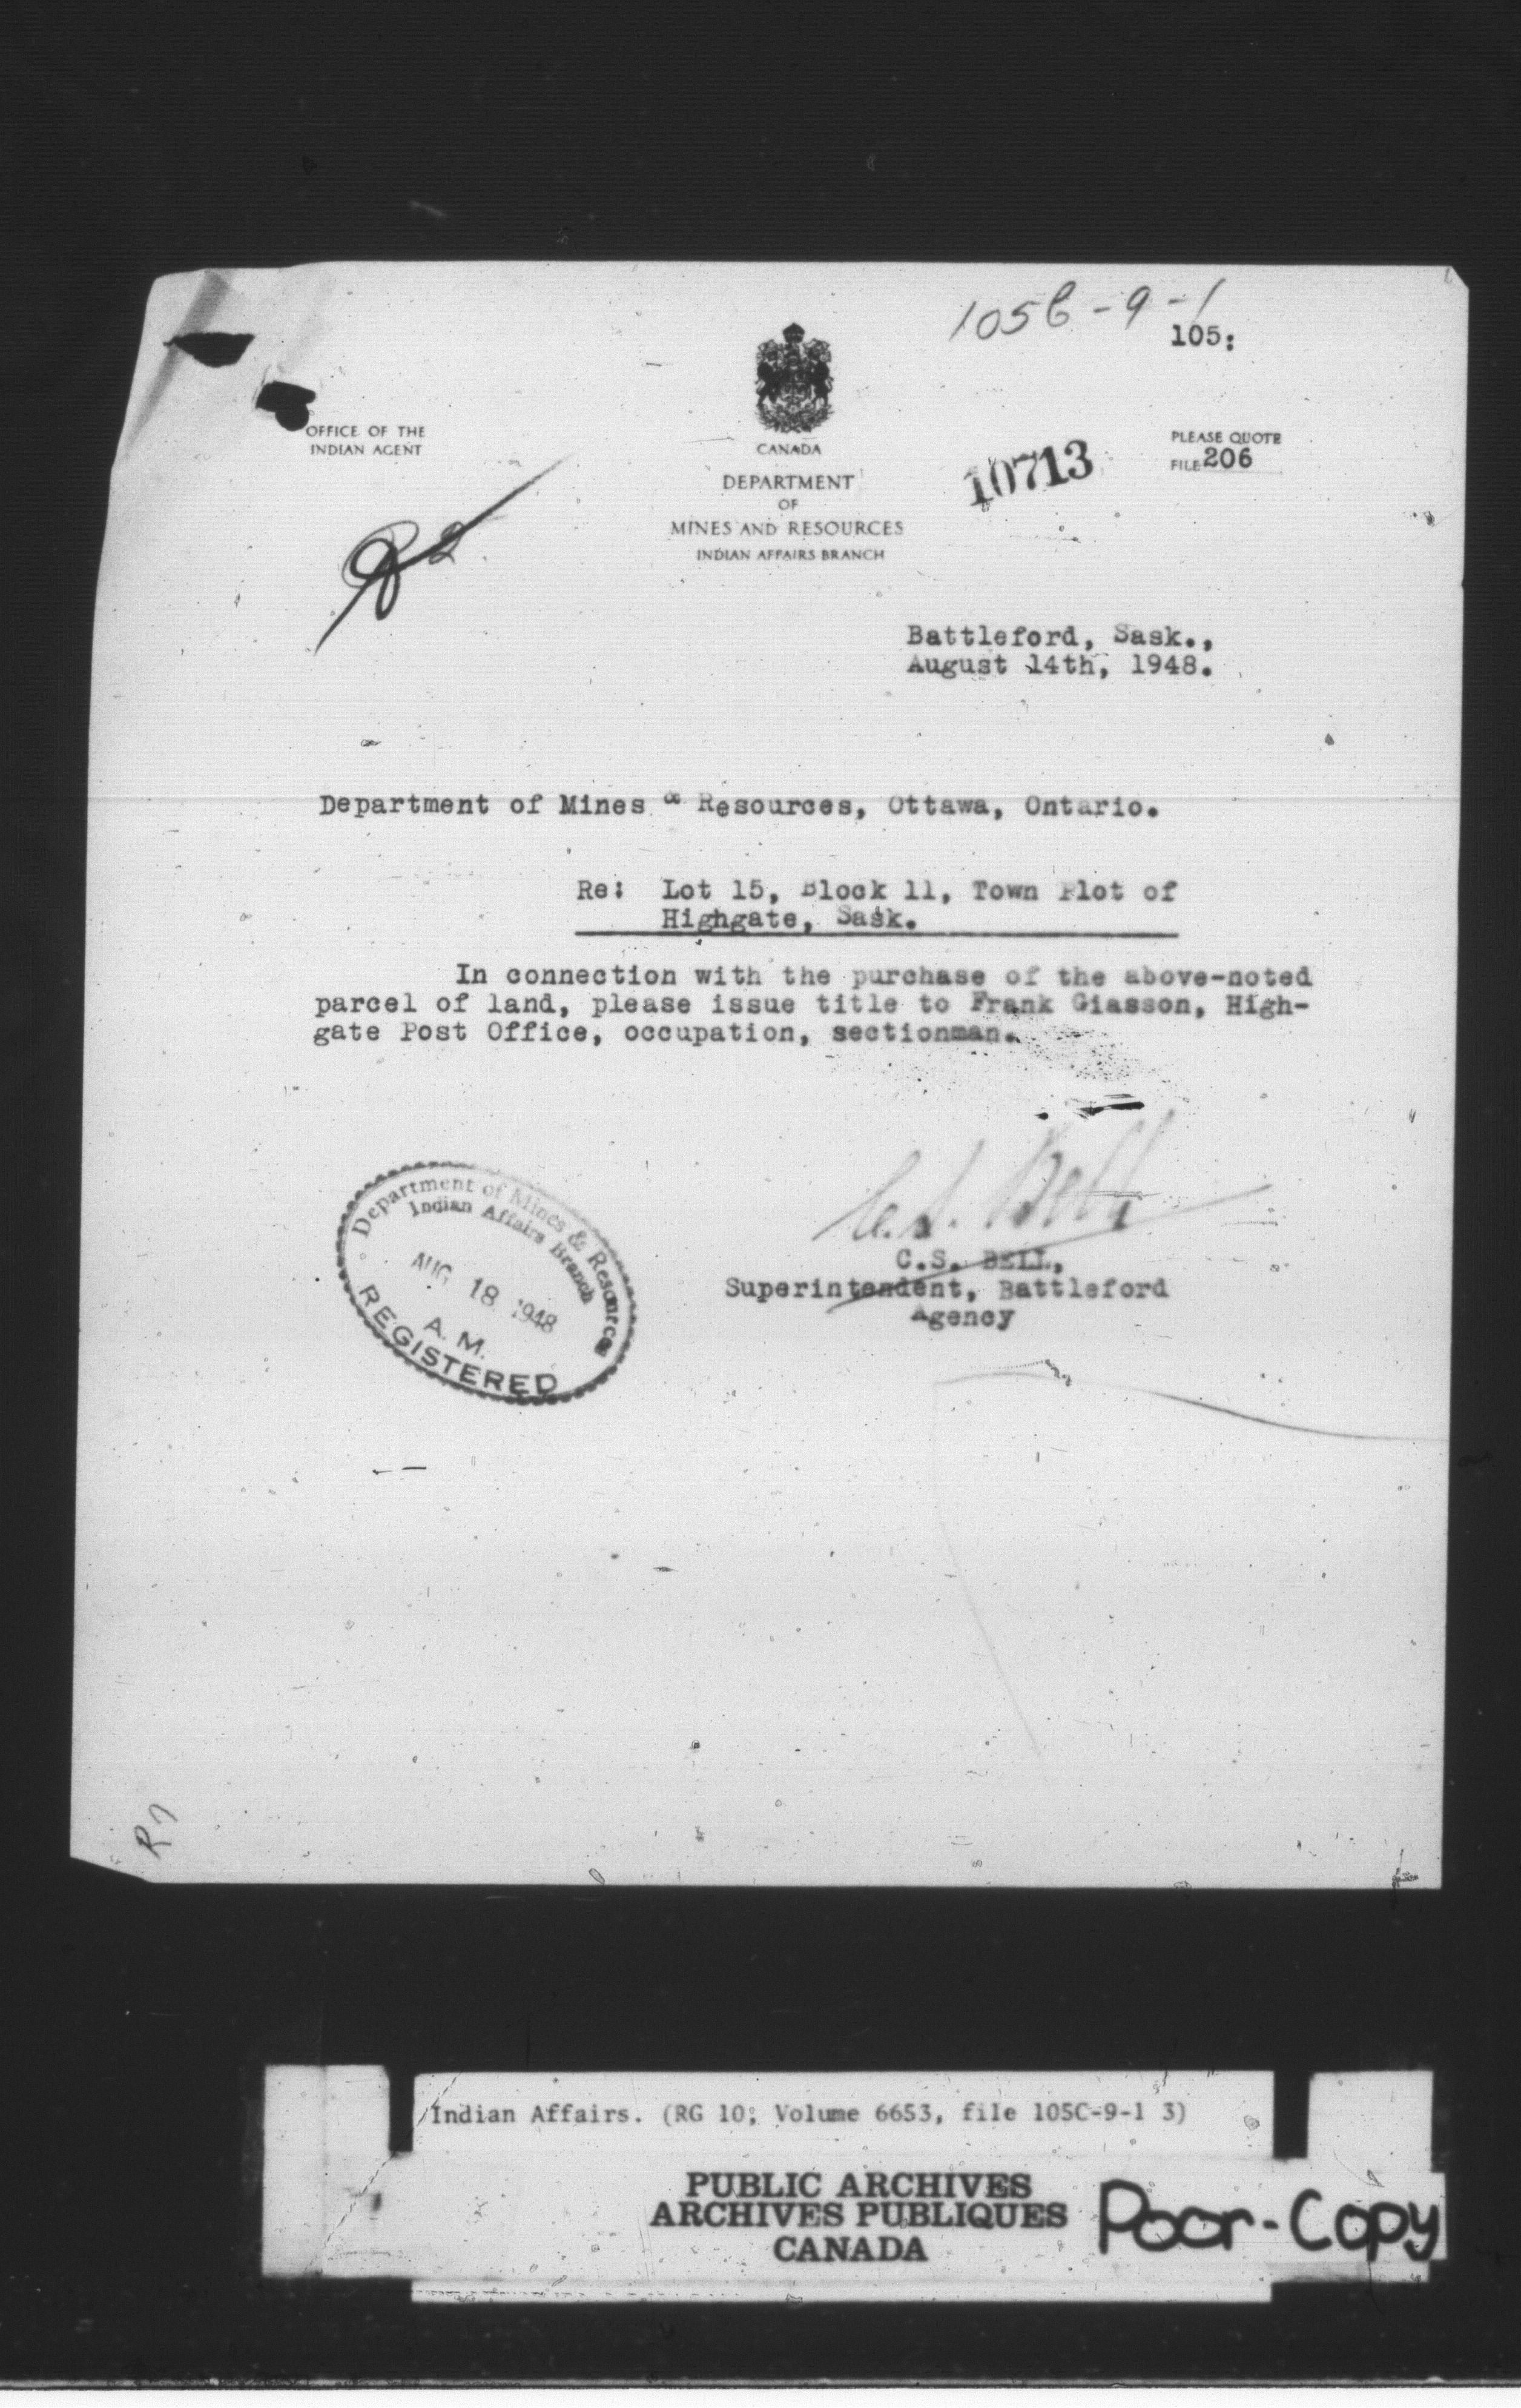 105C-9-1
105:
OFFICE OF THE
INDIAN AGENT
CANADA
DEPARTMENT
OF
MINES AND RESOURCES
INDIAN AFFAIRS BRANCH
10713
PLEASE QUOTE
FILE 206
Battleford, Sask.,
August 14th, 1948.
Department of Mines & Resources, Ottawa, Ontario.
Re: Lot 15, Block 11, Town Plot of
Highgate, Sask.
In connection with the purchase of the above-noted
parcel of land, please issue title to Frank Giasson, High-
gate Post Office, occupation, sectionman.
C.S. Bell
C.S. BELL,
Superintendent, Battleford
Agency
Department of Mines & Resources
Indian Affairs Branch
AUG 18 1948
A. M.
REGISTERED
Indian Affairs. (RG 10, Volume 6653, file 105C-9-1 3)
PUBLIC ARCHIVES
ARCHIVES PUBLIQUES
CANADA
Poor-Copy